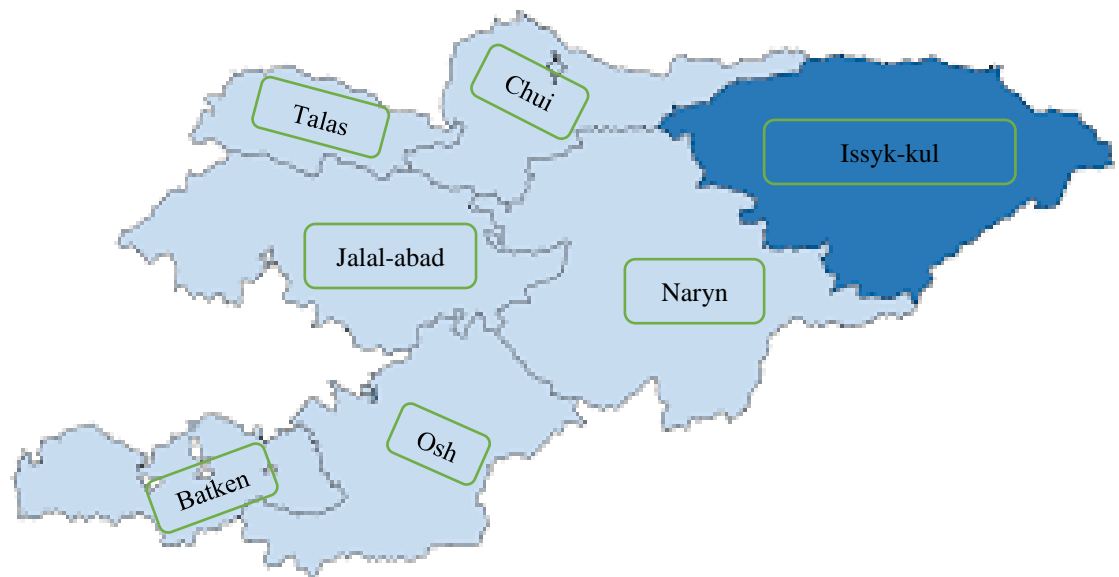 Chui
Talas
Issyk-kul
Jalal-abad
Naryn
Osh
Batken